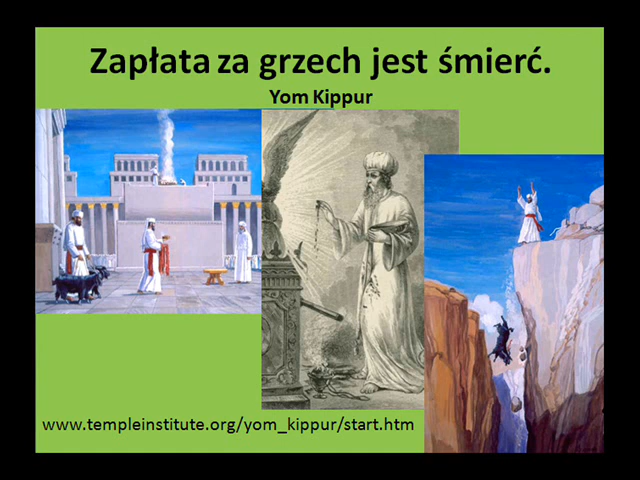 Zapłata za grzech jest śmierć.
Yom Kippur
www.templeinstitute.org/yom_kippur/start.htm